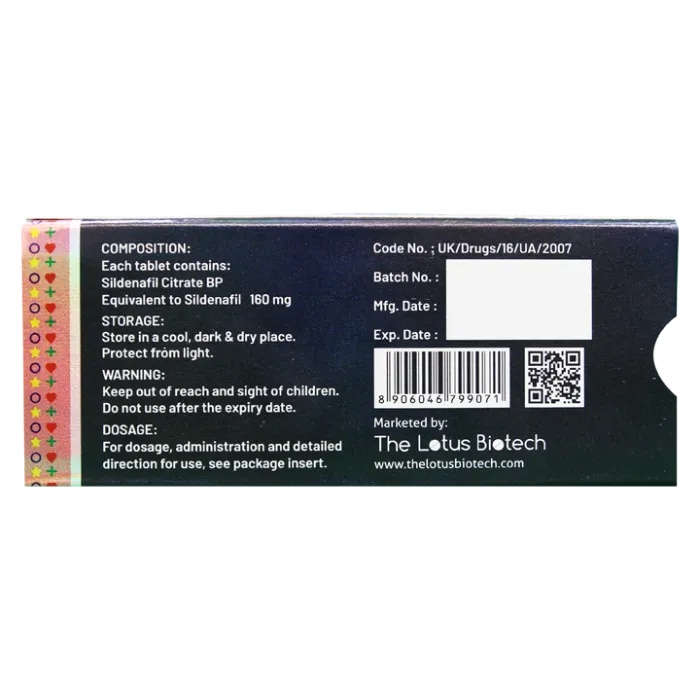 COMPOSITION:
Each tablet contains:
Sildenafil Citrate BP
Equivalent to Sildenafil 160 mg
STORAGE:
Store in a cool, dark & dry place.
Protect from light.
WARNING:
Keep out of reach and sight of children.
Do not use after the expiry date.
DOSAGE:
For dosage, administration and detailed
direction for use, see package insert.
Code No. : UK/Drugs/16/UA/2007
Batch No. :
Mfg. Date :
Exp. Date :
8 906046 799071
Marketed by:
The Lotus Biotech
www.thelotusbiotech.com